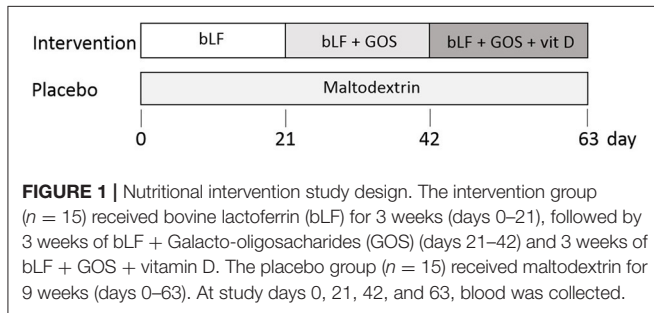 Intervention bLF bLF + GOS bLF + GOS + vit D
Placebo Maltodextrin
0 21 42 63 day
FIGURE 1 | Nutritional intervention study design. The intervention group
(n = 15) received bovine lactoferrin (bLF) for 3 weeks (days 0–21), followed by
3 weeks of bLF + Galacto-oligosacharides (GOS) (days 21–42) and 3 weeks of
bLF + GOS + vitamin D. The placebo group (n = 15) received maltodextrin for
9 weeks (days 0–63). At study days 0, 21, 42, and 63, blood was collected.